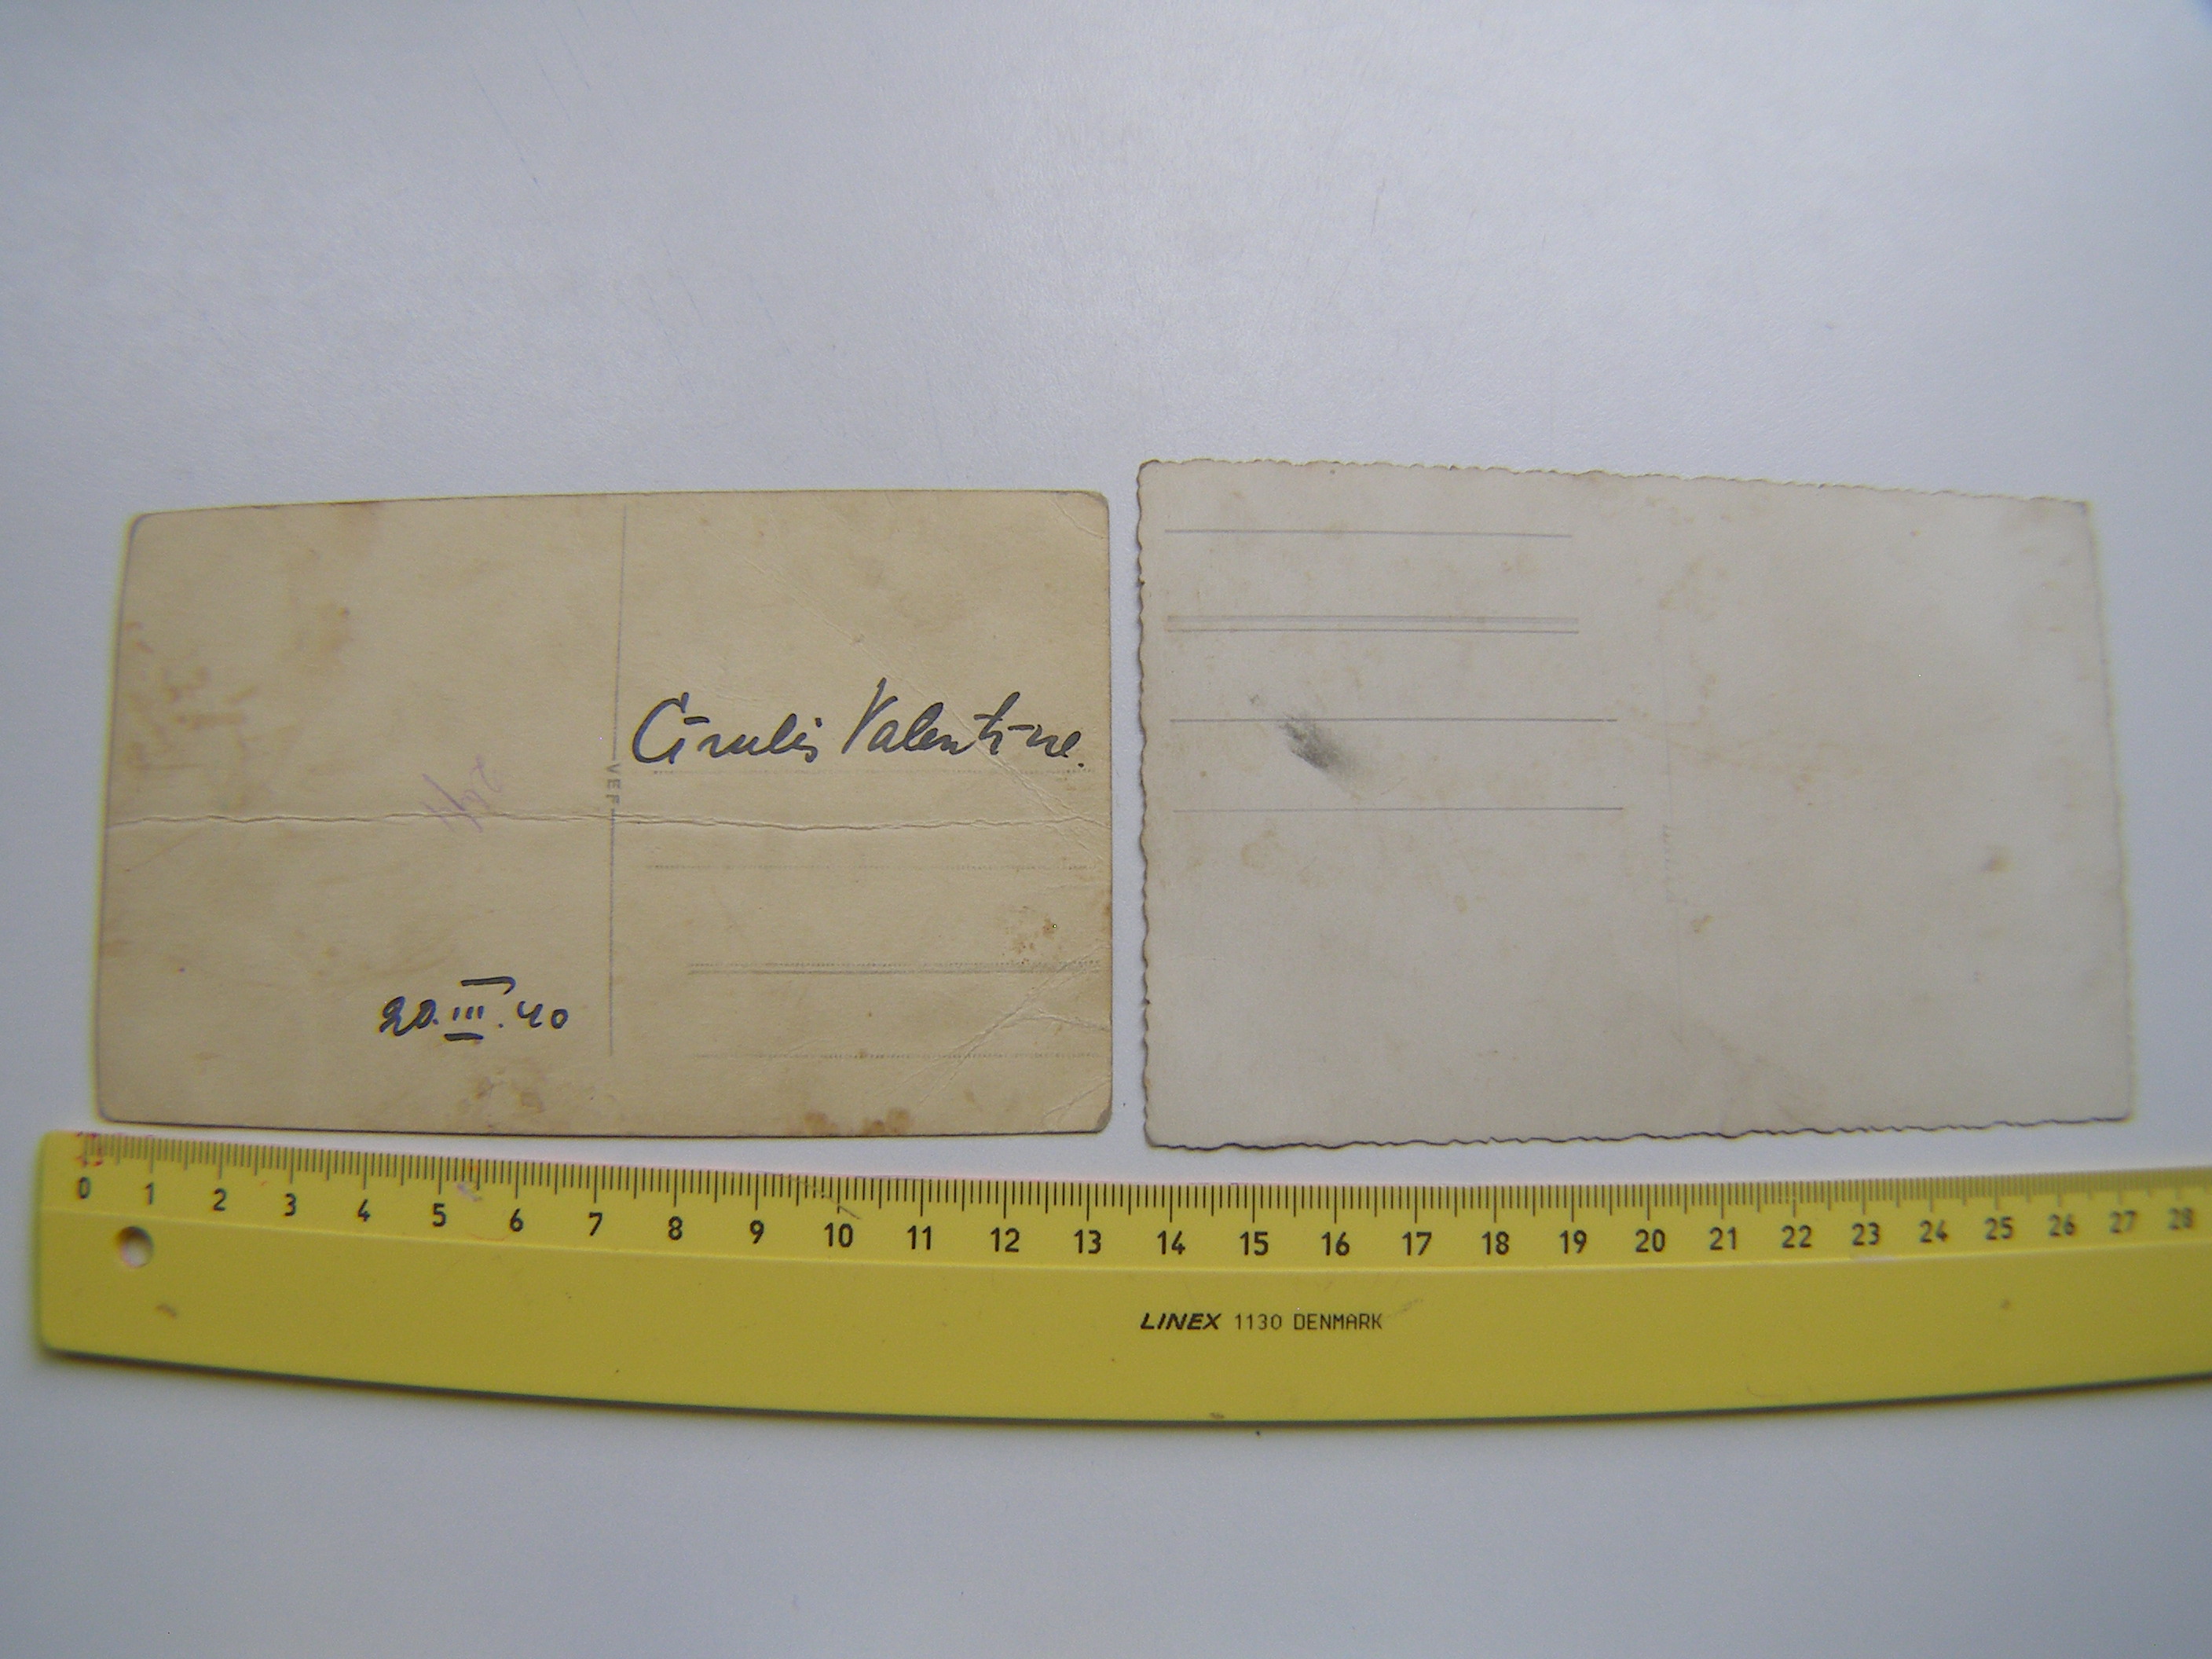 Cīrulis Valentīne.
VEF
20.III.40
0 1 2 3 4 5 6 7 8 9 10 11 12 13 14 15 16 17 18 19 20 21 22 23 24 25 26 27 28
LINEX 1130 DENMARK